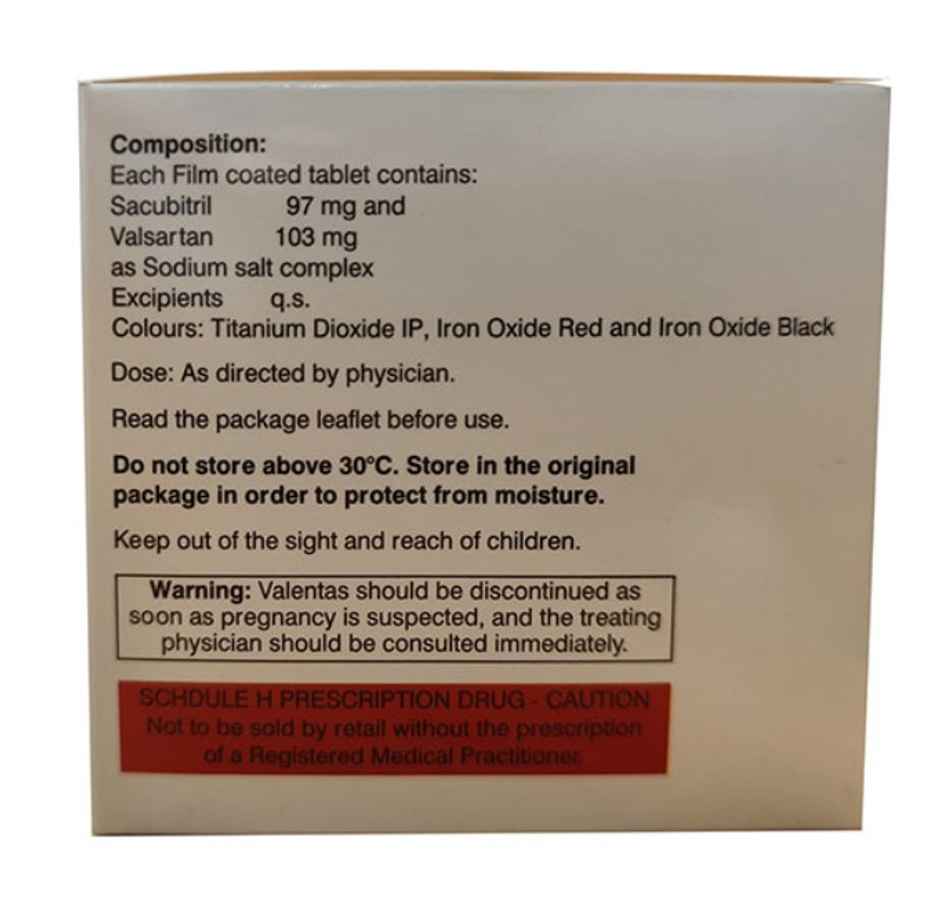 Composition:
Each Film coated tablet contains:
Sacubitril 97 mg and
Valsartan 103 mg
as Sodium salt complex
Excipients q.s.
Colours: Titanium Dioxide IP, Iron Oxide Red and Iron Oxide Black
Dose: As directed by physician.
Read the package leaflet before use.
Do not store above 30°C. Store in the original
package in order to protect from moisture.
Keep out of the sight and reach of children.
Warning: Valentas should be discontinued as
soon as pregnancy is suspected, and the treating
physician should be consulted immediately.
SCHDULE H PRESCRIPTION DRUG - CAUTION
Not to be sold by retail without the prescription
of a Registered Medical Practitioner.